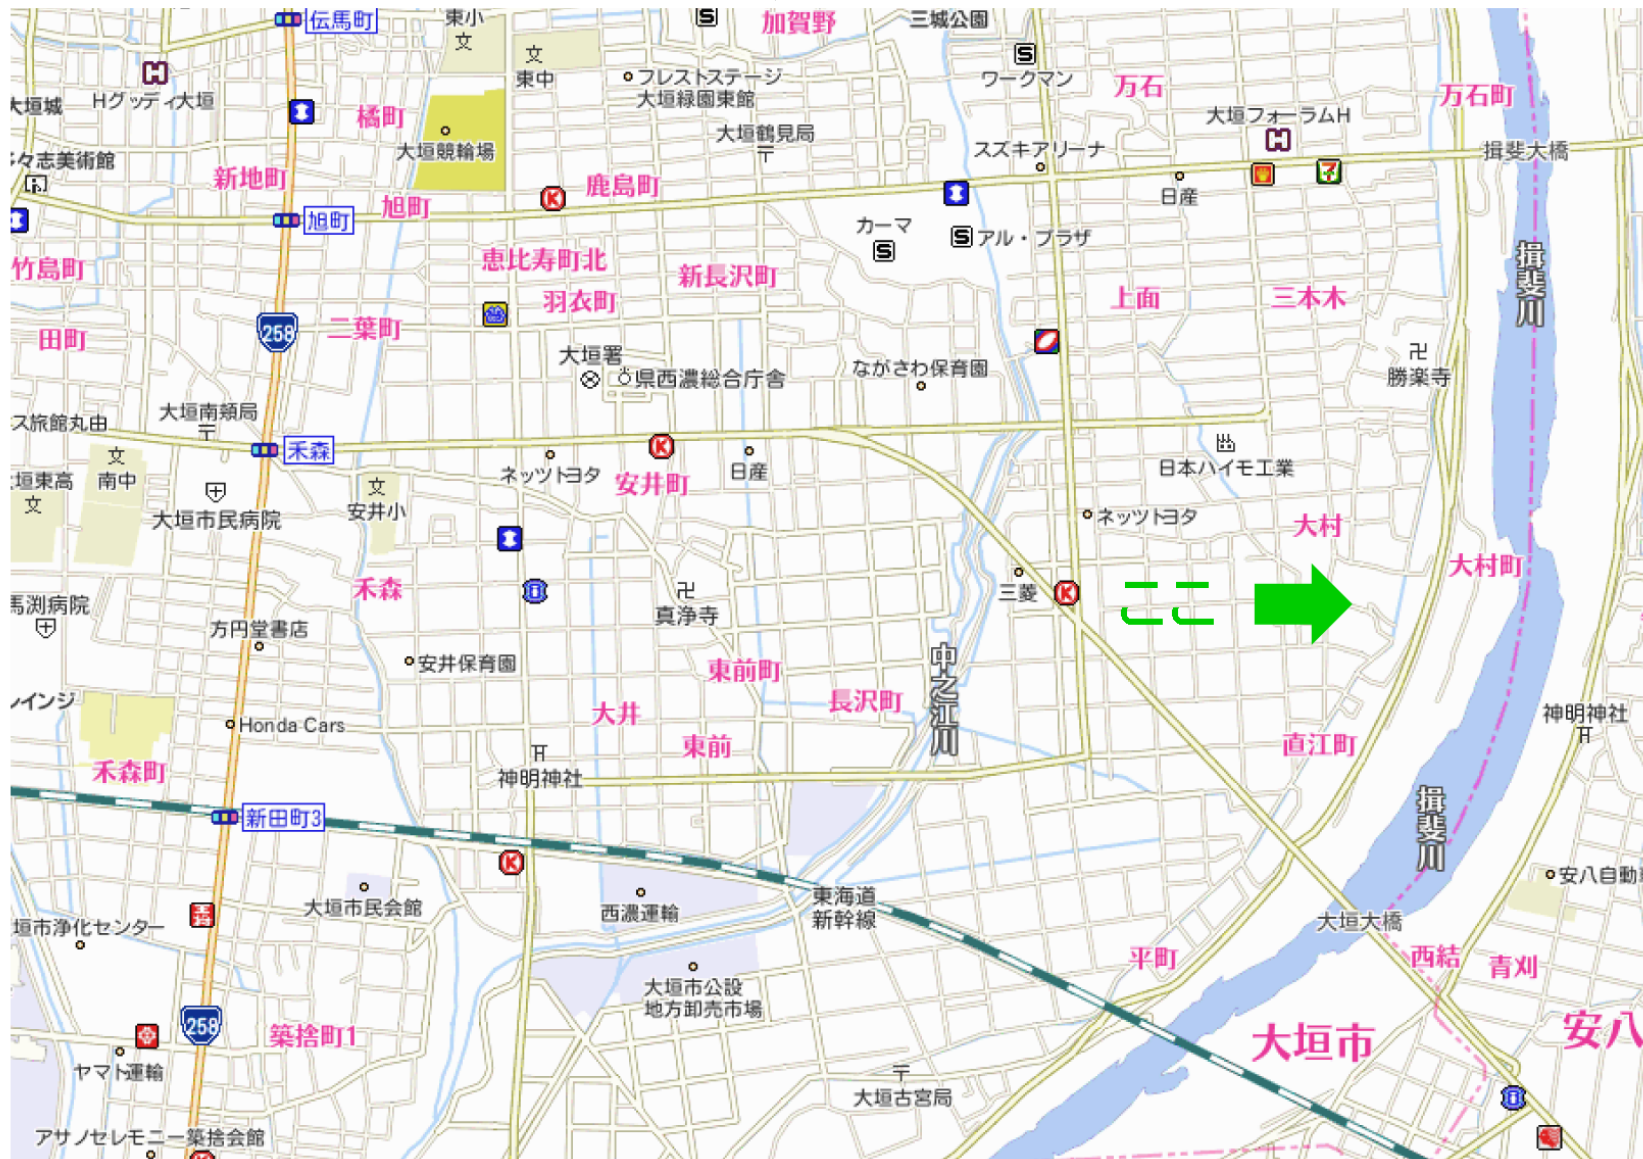 伝馬町
東小
文
S
加賀野
三城公園
S
ワークマン
万石
万石町
H
Hグッディ大垣
大垣城
橘町
文
東中
フレストステージ
大垣緑園東館
大垣競輪場
大垣鶴見局
〒
スズキアリーナ
大垣フォーラムH
H
揖斐大橋
々志美術館
新地町
旭町
旭町
K
鹿島町
日産
7
カーマ
S
S
アル・プラザ
竹島町
恵比寿町北
新長沢町
羽衣町
上面
三本木
揖斐川
田町
258
二葉町
大垣署
県西濃総合庁舎
ながさわ保育園
卍
勝楽寺
ス旅館丸由
大垣南頬局
〒
禾森
K
ネッツトヨタ
日産
安井町
日本ハイモ工業
垣東高
文
文
南中
大垣市民病院
文
安井小
ネッツトヨタ
大村
大村町
禾森
三菱
K
ここ
卍
真浄寺
馬渕病院
方円堂書店
安井保育園
東前町
中之江川
長沢町
インジ
Honda Cars
大井
東前
直江町
神明神社
禾森町
神明神社
新田町3
揖斐川
K
大垣市民会館
西濃運輸
東海道
新幹線
安八自動
大垣大橋
垣市浄化センター
大垣市公設
地方卸売市場
平町
西結
青刈
258
築捨町1
大垣市
安八
ヤマト運輸
〒
大垣古宮局
アサノセレモニー築捨会館